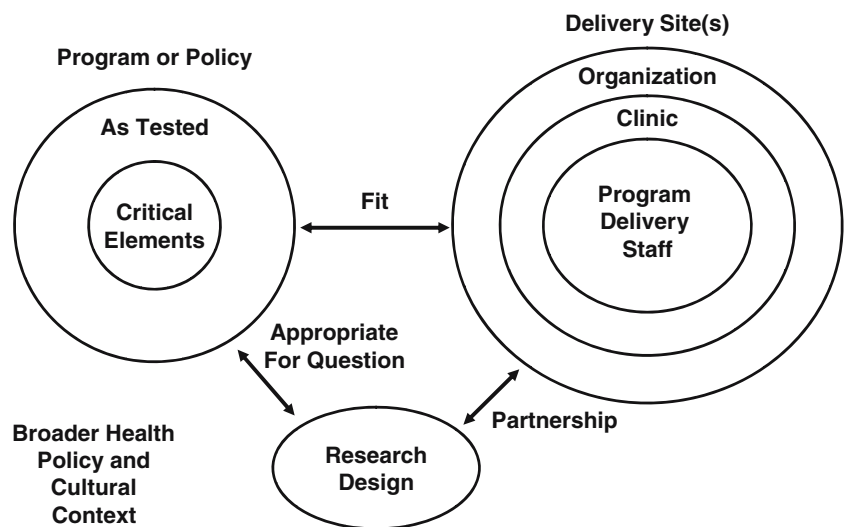 Delivery Site(s)
Program or Policy
Organization
As Tested
Clinic
Critical
Elements
Fit
Program
Delivery
Staff
Appropriate
For Question
Partnership
Broader Health
Policy and
Cultural
Context
Research
Design